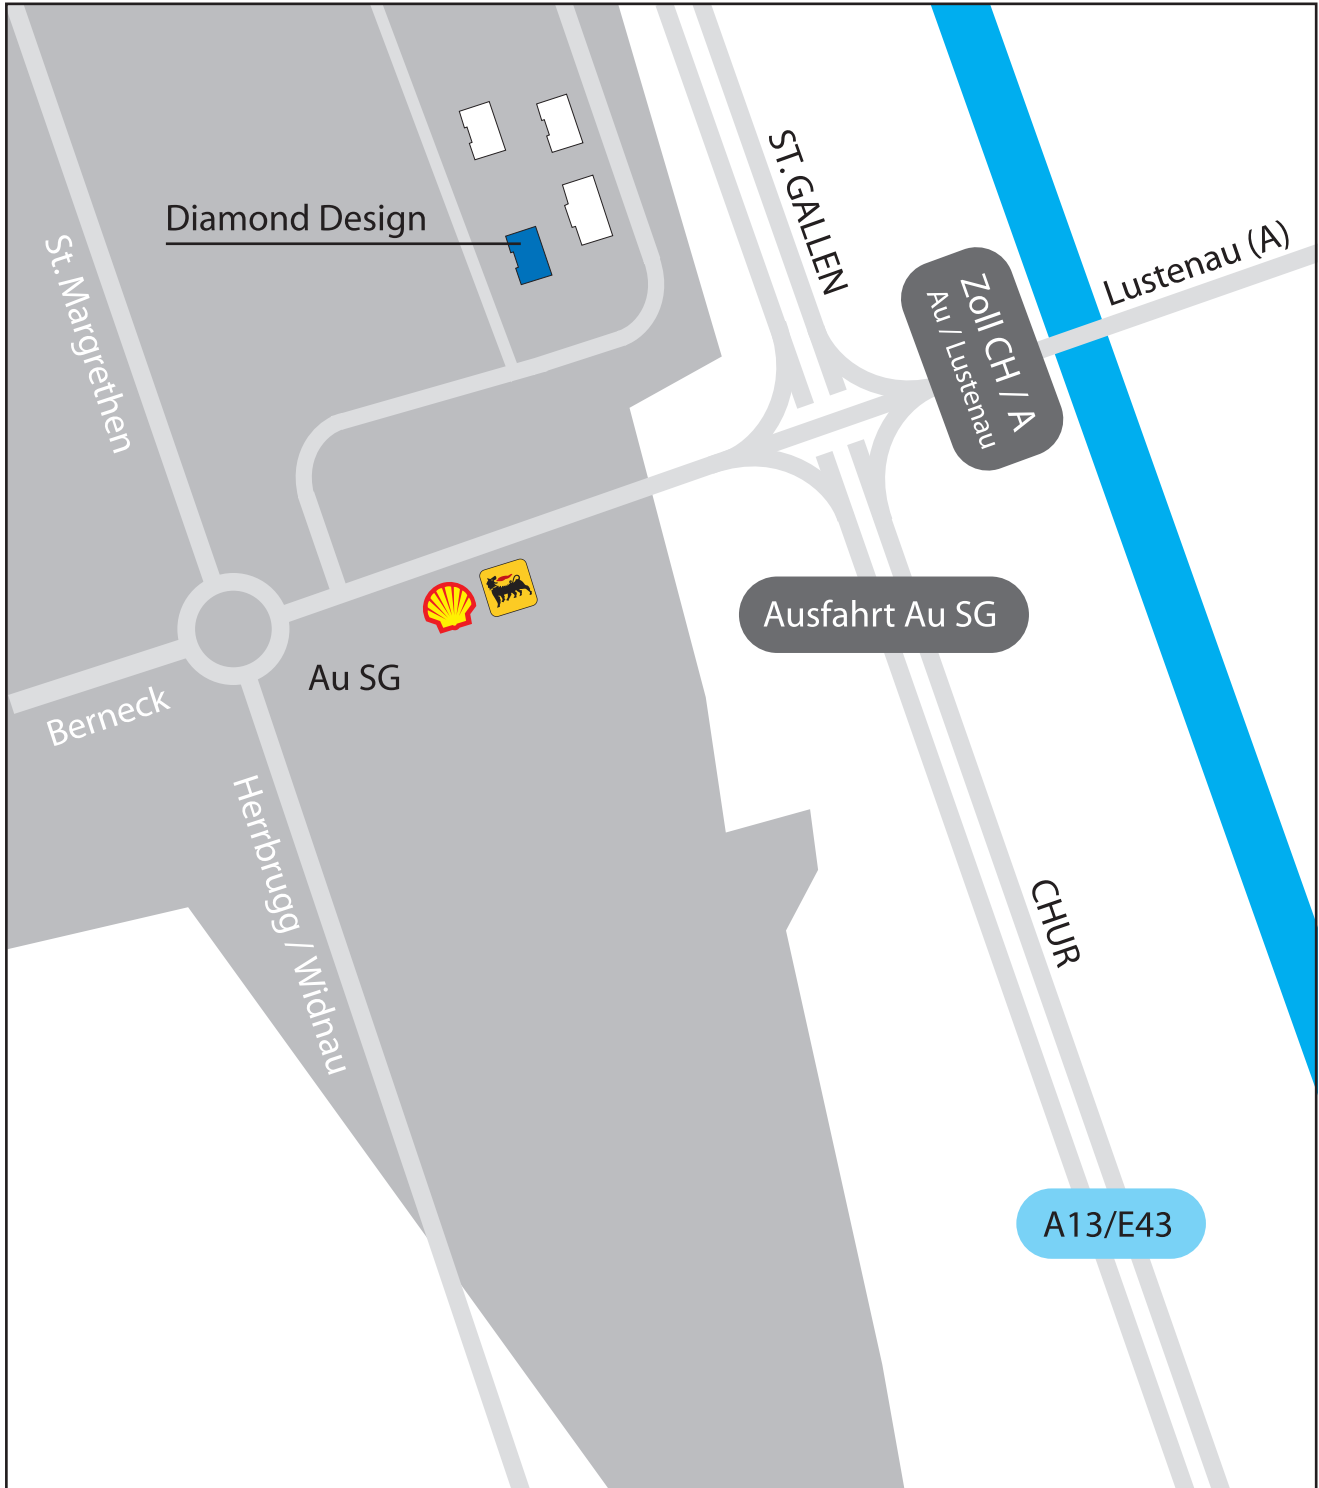 ST. GALLEN
Diamond Design
St. Margrethen
Lustenau (A)
Zoll CH / A
Au / Lustenau
Ausfahrt Au SG
Au SG
Berneck
Herrbrugg / Widnau
CHUR
A13/E43